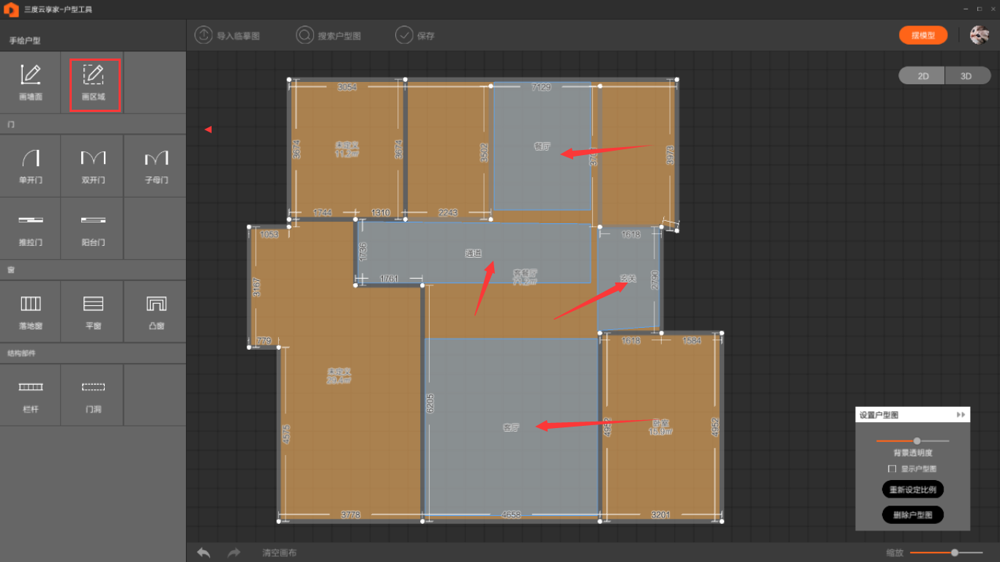 三度云享家-户型工具
手绘户型
导入临摹图
搜索户型图
保存
摆模型
2D
3D
画墙面
画区域
门
单开门
双开门
子母门
推拉门
阳台门
窗
落地窗
平窗
凸窗
结构部件
栏杆
门洞
3054
7129
3674
未定义
11.2㎡
3674
3502
餐厅
3973
1744
1310
2243
1053
1736
通道
1618
1761
客餐厅
71.2㎡
玄关
2790
3167
779
1618
1584
未定义
29.4㎡
6205
客厅
4952
卧室
15.9㎡
4952
4575
3778
4658
3201
设置户型图
背景透明度
显示户型图
重新设定比例
删除户型图
清空画布
缩放